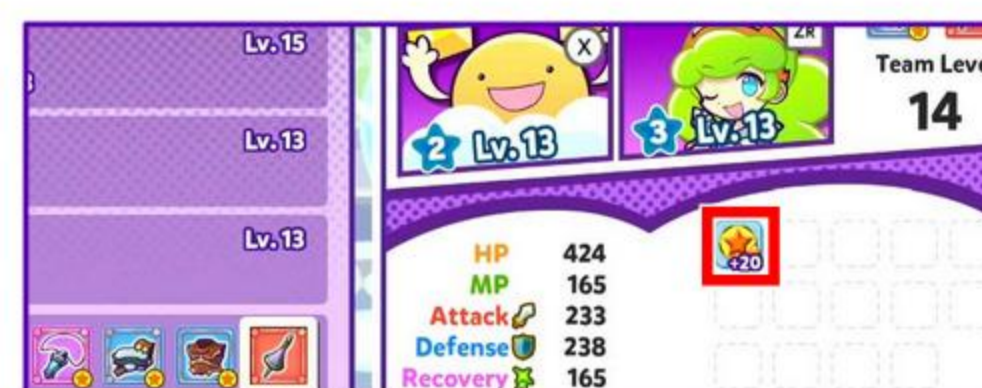 Lv. 15
Lv. 13
Lv. 13
X
2 Lv. 13
ZR
3 Lv. 13
Team Leve
14
+20
HP 424
MP 165
Attack 233
Defense 238
Recovery 165